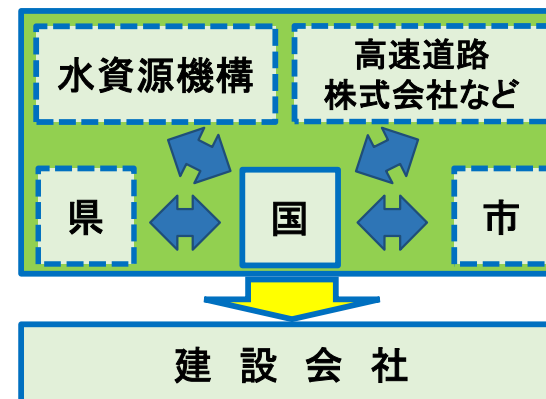 水資源機構
高速道路
株式会社など
県
国
市
建設会社